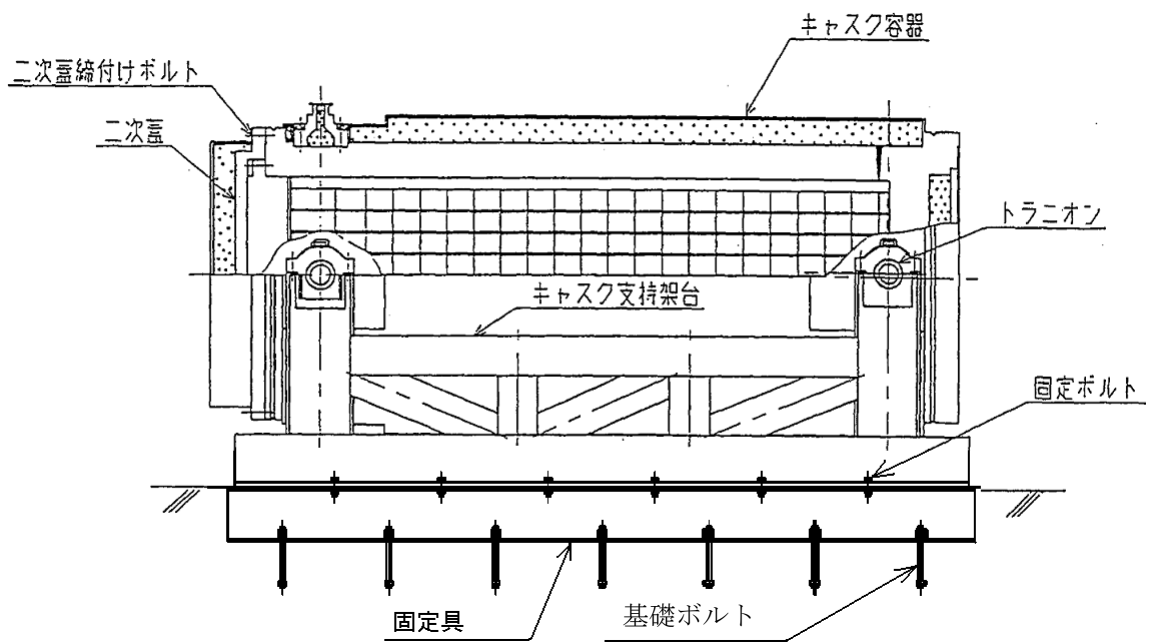 キャスク容器
二次蓋締付けボルト
二次蓋
トラニオン
キャスク支持架台
固定ボルト
固定具
基礎ボルト